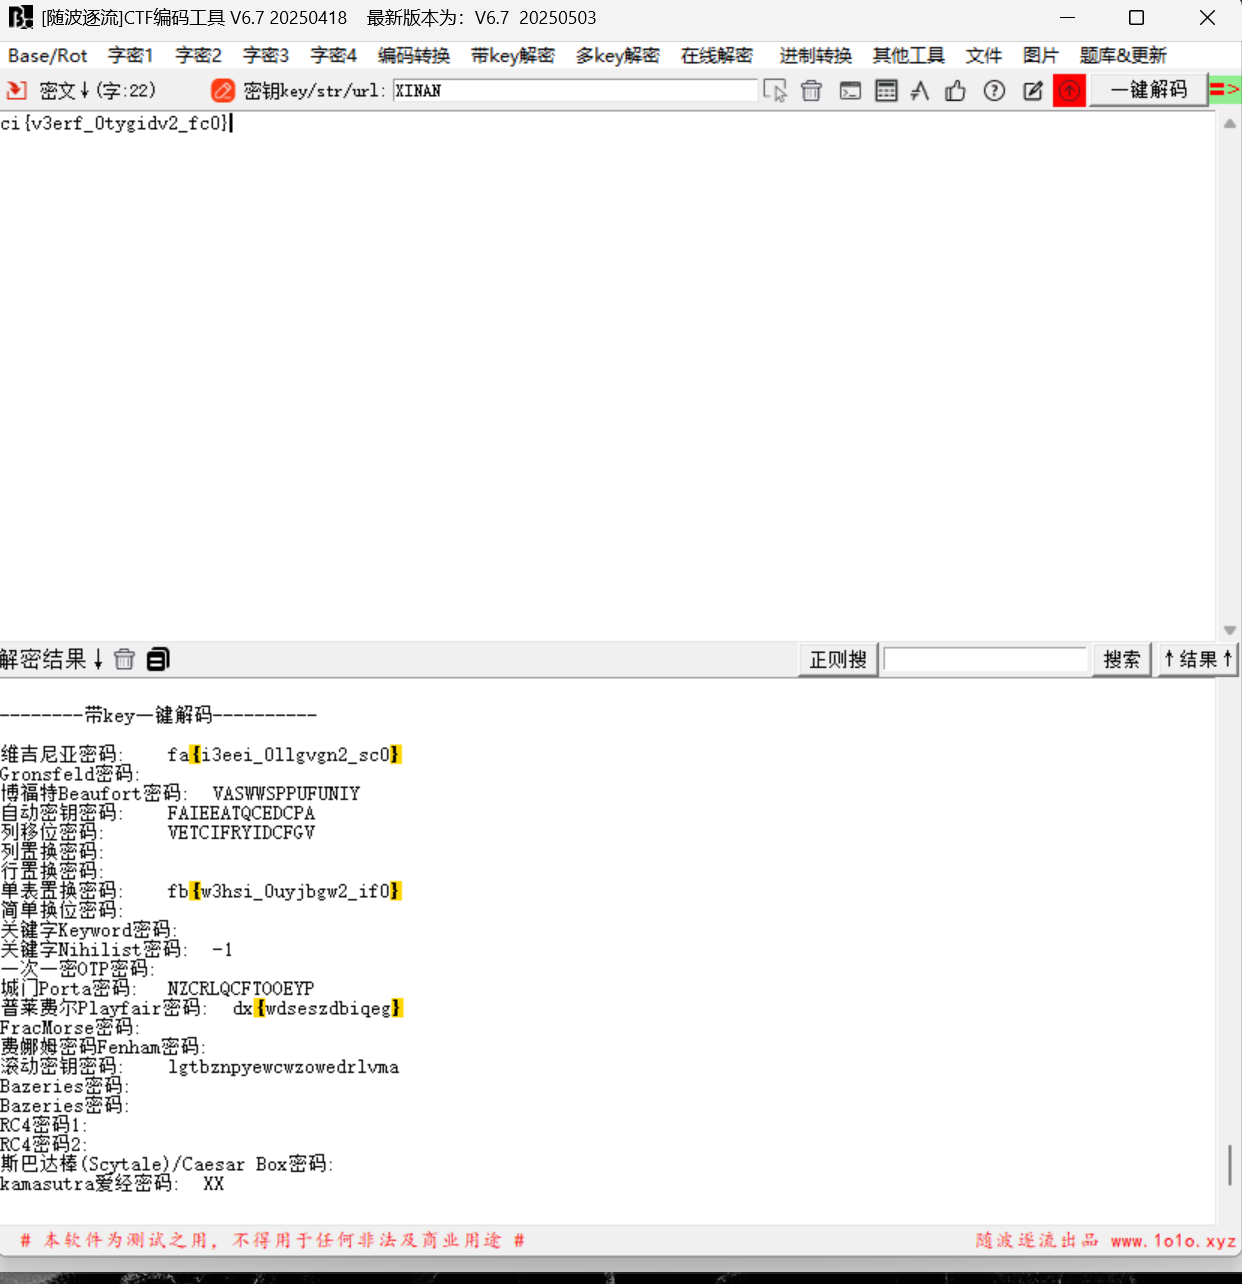 [随波逐流]CTF编码工具 V6.7 20250418 最新版本为：V6.7 20250503
Base/Rot 字密1 字密2 字密3 字密4 编码转换 带key解密 多key解密 在线解密 进制转换 其他工具 文件 图片 题库&更新
密文↓(字:22) 密钥key/str/url: XINAN 一键解码 =>
ci{v3erf_0tygidv2_fc0}
解密结果↓ 正则搜 搜索 ↑结果↑
--------带key一键解码----------
维吉尼亚密码: fa{i3eei_0llgvgn2_sc0}
Gronsfeld密码:
博福特Beaufort密码: VASWWSPPUFUNIY
自动密钥密码: FAIEEATQCEDCPA
列移位密码: VETCIFRYIDCFGV
列置换密码:
行置换密码:
单表置换密码: fb{w3hsi_0uyjbgw2_if0}
简单换位密码:
关键字Keyword密码:
关键字Nihilist密码: -1
一次一密OTP密码:
城门Porta密码: NZCRLQCFTOOEYP
普莱费尔Playfair密码: dx{wdseszdbiqeg}
FracMorse密码:
费娜姆密码Fenham密码:
滚动密钥密码: lgtbznpyewcwzowedrlvma
Bazeries密码:
Bazeries密码:
RC4密码1:
RC4密码2:
斯巴达棒(Scytale)/Caesar Box密码:
kamasutra爱经密码: XX
# 本软件为测试之用，不得用于任何非法及商业用途 # 随波逐流出品 www.1o1o.xyz